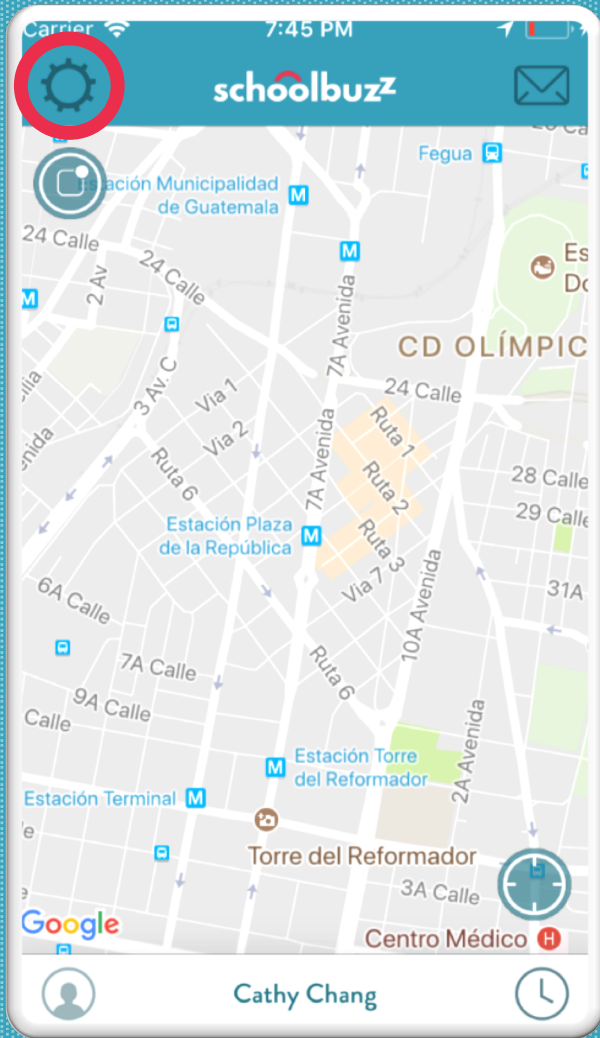 Carrier 7:45 PM
schoolbuzz
Fegua
Estación Municipalidad
de Guatemala
24 Calle
24 Calle
2 Av
Es
Do
CD OLÍMPIC
7A Avenida
24 Calle
3 Av. C
Via 1
Via 2
Ruta 1
7A Avenida
Ruta 6
Ruta 2
28 Calle
29 Calle
Estación Plaza
de la República
Ruta 3
Via 7
10A Avenida
31A
6A Calle
7A Calle
Ruta 6
9A Calle
Calle
2A Avenida
Estación Torre
del Reformador
Estación Terminal
Torre del Reformador
3A Calle
Google
Centro Médico H
Cathy Chang